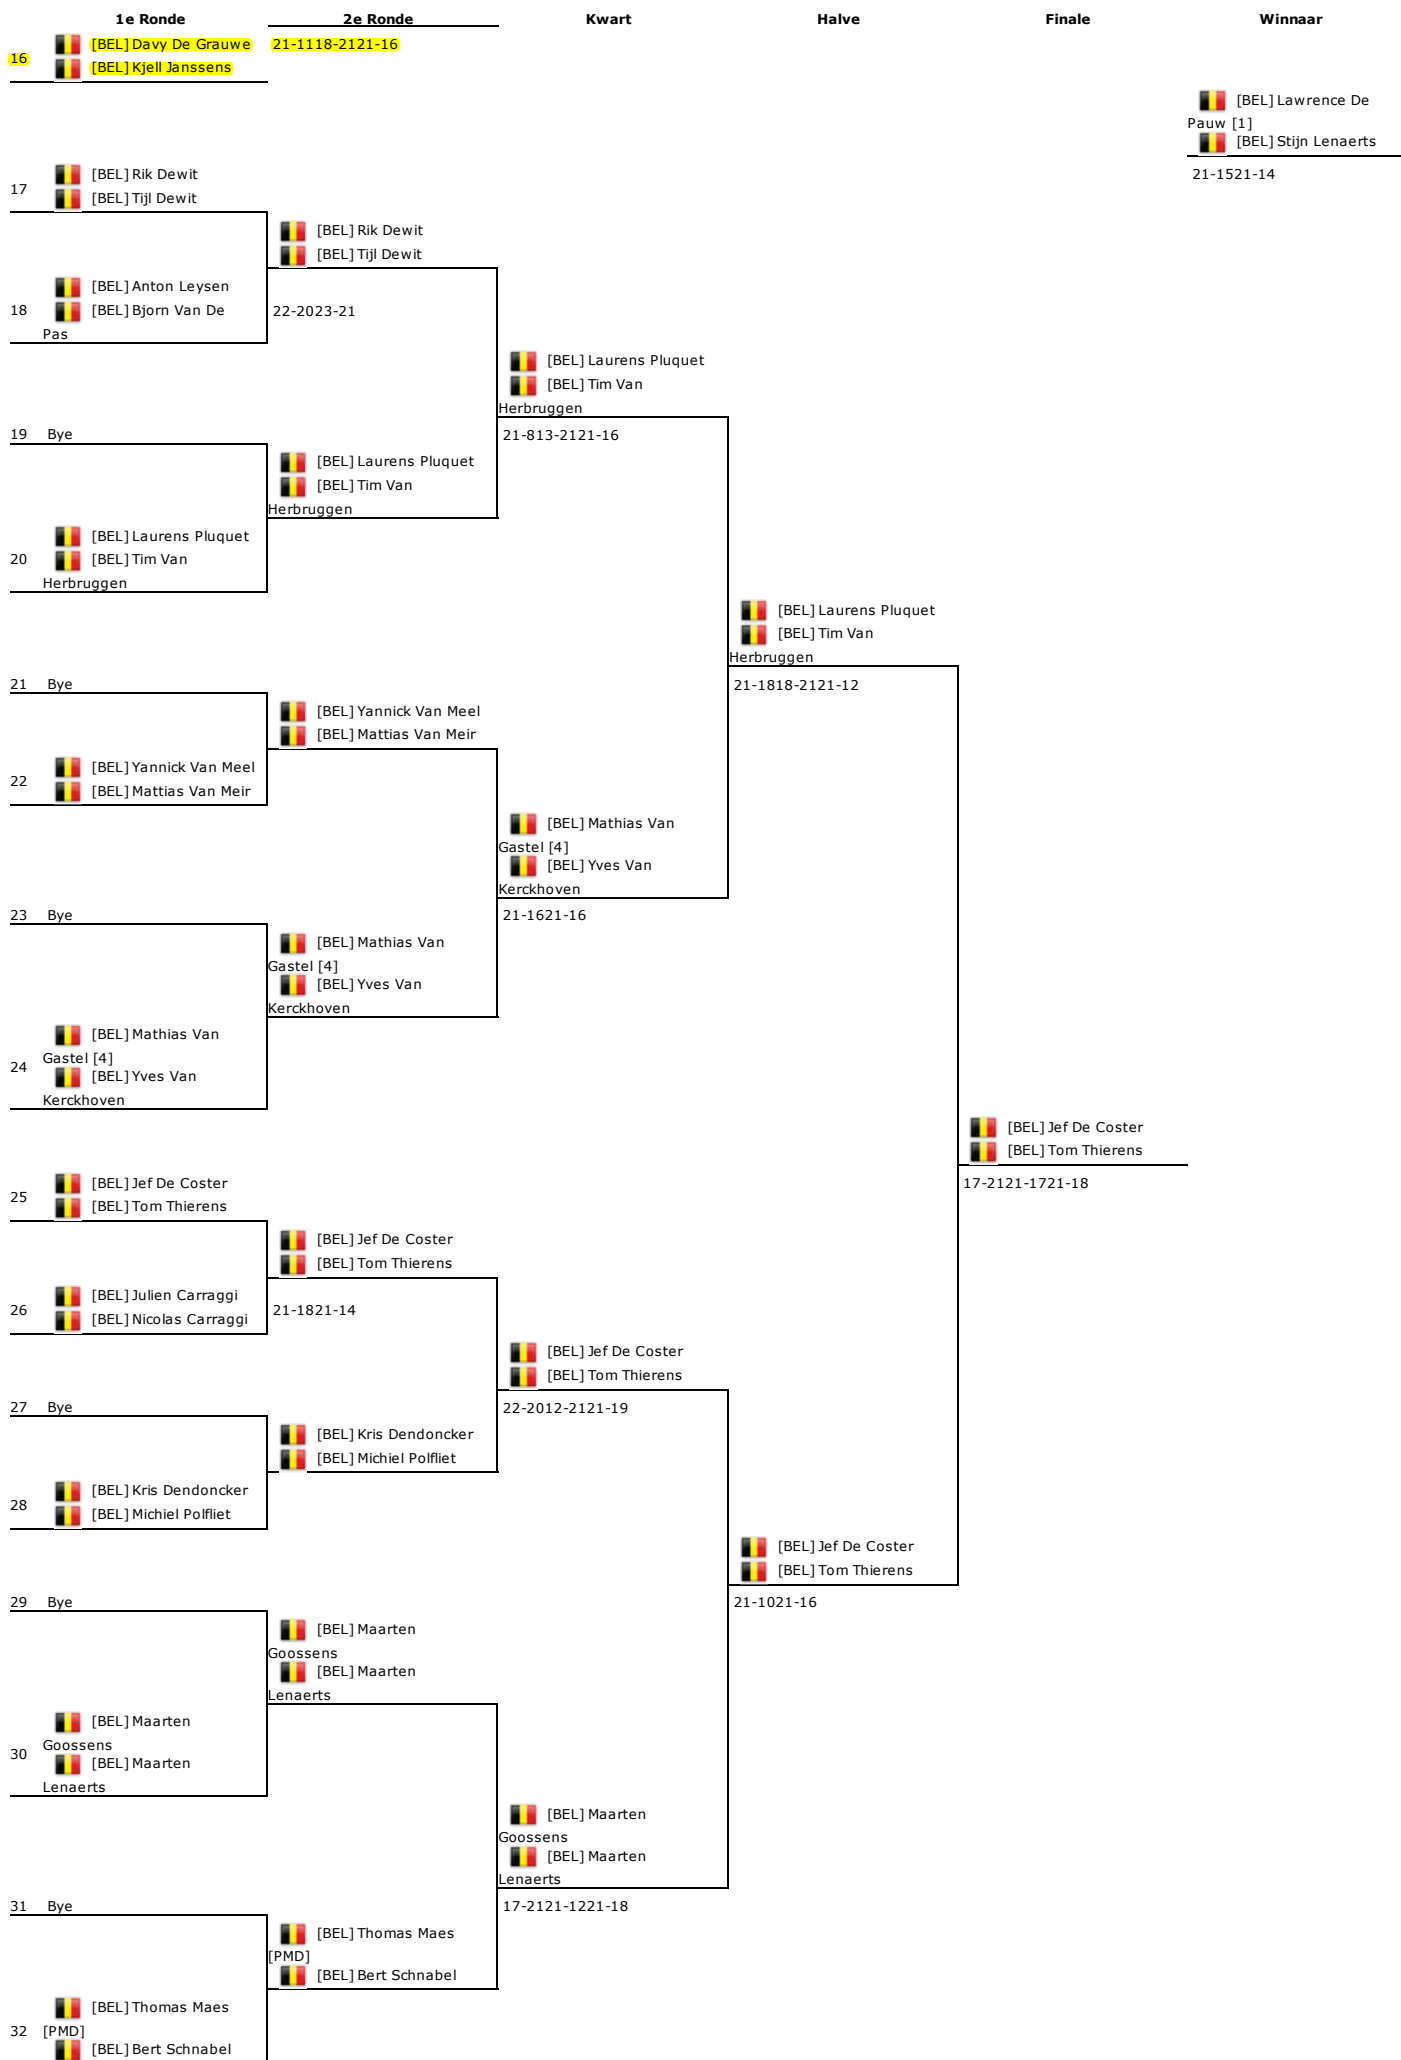 1e Ronde 2e Ronde Kwart Halve Finale Winnaar
[BEL] Davy De Grauwe 21-1118-2121-16
16
[BEL] Kjell Janssens
[BEL] Lawrence De
Pauw [1]
[BEL] Stijn Lenaerts
21-1521-14
[BEL] Rik Dewit
17
[BEL] Tijl Dewit
[BEL] Rik Dewit
[BEL] Tijl Dewit
[BEL] Anton Leysen
18 [BEL] Bjorn Van De 22-2023-21
Pas
[BEL] Laurens Pluquet
[BEL] Tim Van
Herbruggen
19 Bye 21-813-2121-16
[BEL] Laurens Pluquet
[BEL] Tim Van
Herbruggen
[BEL] Laurens Pluquet
20 [BEL] Tim Van
Herbruggen
[BEL] Laurens Pluquet
[BEL] Tim Van
Herbruggen
21 Bye 21-1818-2121-12
[BEL] Yannick Van Meel
[BEL] Mattias Van Meir
[BEL] Yannick Van Meel
22
[BEL] Mattias Van Meir
[BEL] Mathias Van
Gastel [4]
[BEL] Yves Van
Kerckhoven
23 Bye 21-1621-16
[BEL] Mathias Van
Gastel [4]
[BEL] Yves Van
Kerckhoven
[BEL] Mathias Van
Gastel [4]
24
[BEL] Yves Van
Kerckhoven
[BEL] Jef De Coster
[BEL] Tom Thierens
17-2121-1721-18
[BEL] Jef De Coster
25
[BEL] Tom Thierens
[BEL] Jef De Coster
[BEL] Tom Thierens
[BEL] Julien Carraggi
26 21-1821-14
[BEL] Nicolas Carraggi
[BEL] Jef De Coster
[BEL] Tom Thierens
27 Bye 22-2012-2121-19
[BEL] Kris Dendoncker
[BEL] Michiel Polfliet
[BEL] Kris Dendoncker
28
[BEL] Michiel Polfliet
[BEL] Jef De Coster
[BEL] Tom Thierens
29 Bye 21-1021-16
[BEL] Maarten
Goossens
[BEL] Maarten
Lenaerts
[BEL] Maarten
Goossens
30
[BEL] Maarten
Lenaerts
[BEL] Maarten
Goossens
[BEL] Maarten
Lenaerts
31 Bye 17-2121-1221-18
[BEL] Thomas Maes
[PMD]
[BEL] Bert Schnabel
[BEL] Thomas Maes
32 [PMD]
[BEL] Bert Schnabel